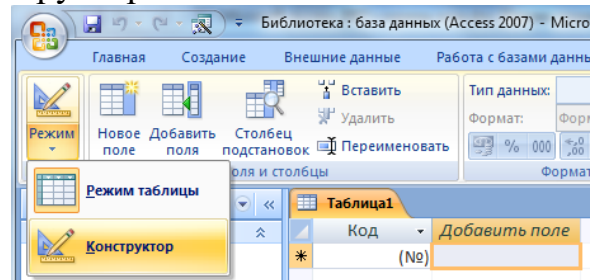 Библиотека : база данных (Access 2007) - Micro
Главная Создание Внешние данные Работа с базами данны
Режим
Новое поле
Добавить поля
Столбец подстановок
Вставить
Удалить
Переименовать
Тип данных:
Формат: Форм
% 000
оля и столбцы
Формат
Режим таблицы
Конструктор
Таблица1
Код Добавить поле
* (№)